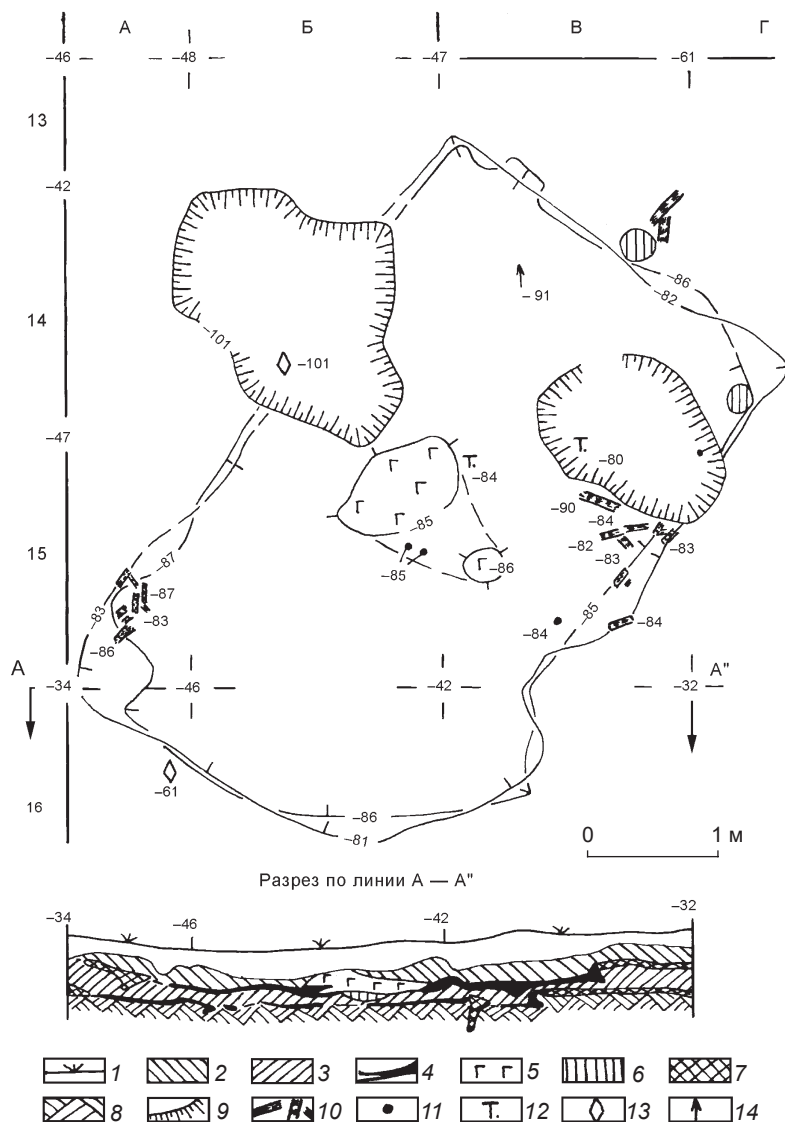 А Б В Г
–46 –48 –47 –61
13
–42
–86
–82
–91
14
–101
–101
–47
Т. –80
Г Г Т. –84
Г Г
–90
–85
–84
15
–82 –83
–83
Г –86
–85
–87
–87
–83
–83
–85
–86
–84
–84
А А"
–34 –46 –42 –32
–61
16
–86
–81
0 1 м
Разрез по линии А — А"
–34 –46 –42 –32
Г Г Г Г
1 2 3 4 Г Г 5 6 7
8 9 10 11 Т. 12 13 14